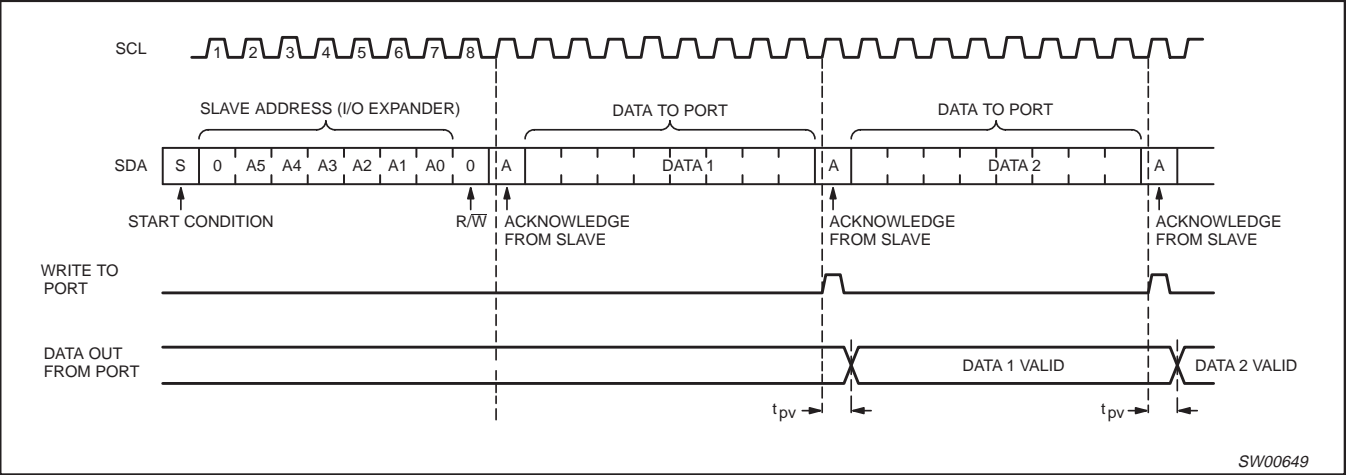 SCL
1 2 3 4 5 6 7 8
SLAVE ADDRESS (I/O EXPANDER)
DATA TO PORT
DATA TO PORT
SDA
S 0 A5 A4 A3 A2 A1 A0 0 A DATA 1 A DATA 2 A
START CONDITION
R/W̅
ACKNOWLEDGE
FROM SLAVE
ACKNOWLEDGE
FROM SLAVE
ACKNOWLEDGE
FROM SLAVE
WRITE TO
PORT
DATA OUT
FROM PORT
DATA 1 VALID
DATA 2 VALID
tpv
tpv
SW00649